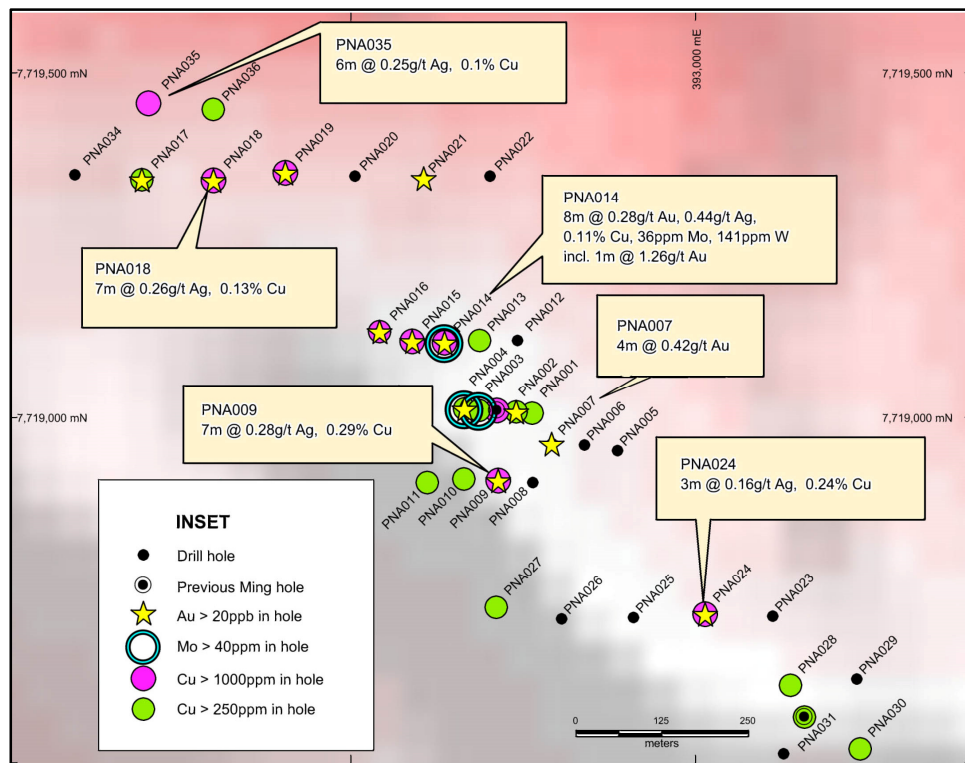 PNA035
6m @ 0.25g/t Ag, 0.1% Cu
393,000 mE
7,719,500 mN
7,719,500 mN
PNA035
PNA036
PNA034
PNA017
PNA018
PNA019
PNA020
PNA021
PNA022
PNA014
8m @ 0.28g/t Au, 0.44g/t Ag,
0.11% Cu, 36ppm Mo, 141ppm W
incl. 1m @ 1.26g/t Au
PNA018
7m @ 0.26g/t Ag, 0.13% Cu
PNA016
PNA015
PNA014
PNA013
PNA012
PNA007
4m @ 0.42g/t Au
PNA004
PNA003
PNA002
PNA001
PNA007
PNA006
PNA005
7,719,000 mN
7,719,000 mN
PNA009
7m @ 0.28g/t Ag, 0.29% Cu
PNA011
PNA010
PNA009
PNA008
PNA024
3m @ 0.16g/t Ag, 0.24% Cu
PNA027
PNA026
PNA025
PNA024
PNA023
PNA028
PNA029
PNA031
PNA030
INSET
Drill hole
Previous Ming hole
Au > 20ppb in hole
Mo > 40ppm in hole
Cu > 1000ppm in hole
Cu > 250ppm in hole
0 125 250
meters